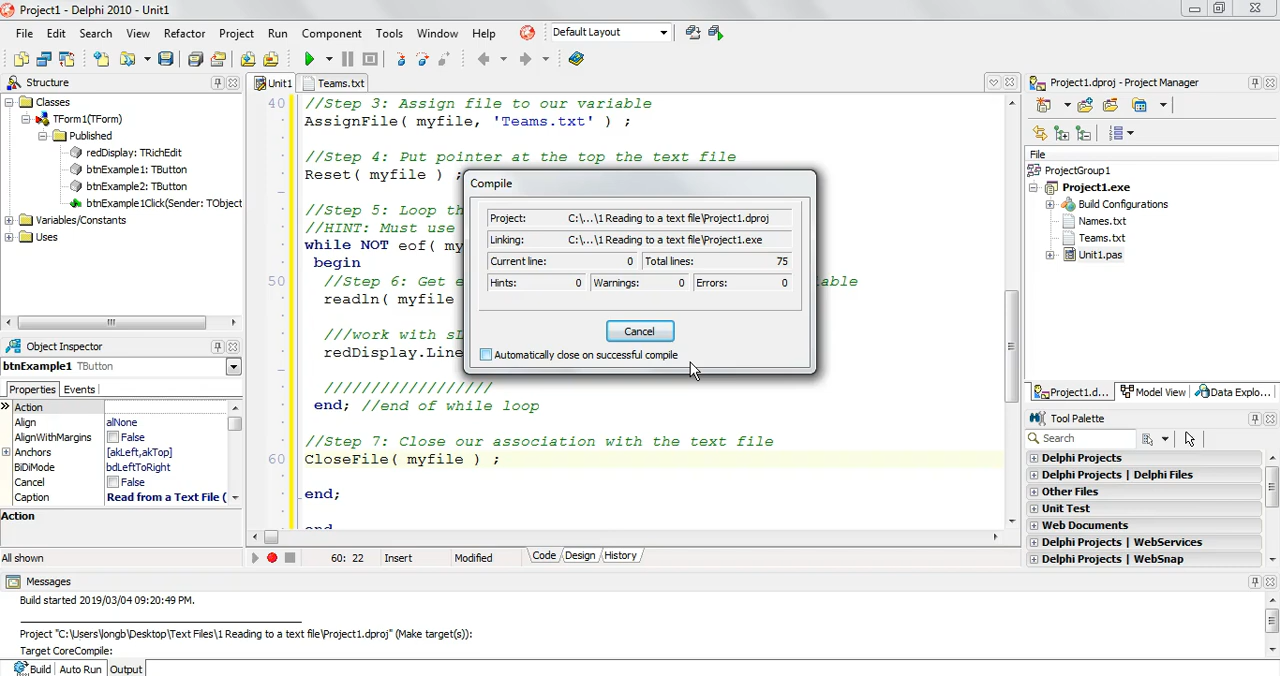 Project1 - Delphi 2010 - Unit1
File Edit Search View Refactor Project Run Component Tools Window Help Default Layout
Structure
Classes
TForm1(TForm)
Published
redDisplay: TRichEdit
btnExample1: TButton
btnExample2: TButton
btnExample1Click(Sender: TObject
Variables/Constants
Uses
Object Inspector
btnExample1 TButton
Properties Events
Action
Align alNone
AlignWithMargins False
Anchors [akLeft,akTop]
BiDiMode bdLeftToRight
Cancel False
Caption Read from a Text File (
Action
All shown
Unit1 Teams.txt
40 //Step 3: Assign file to our variable
AssignFile( myfile, 'Teams.txt' ) ;
//Step 4: Put pointer at the top the text file
Reset( myfile ) ;
//Step 5: Loop th
//HINT: Must use
while NOT eof( my
begin
50 //Step 6: Get e able
readln( myfile
///work with sL
redDisplay.Line
//////////////////
end; //end of while loop
//Step 7: Close our association with the text file
60 CloseFile( myfile ) ;
end;
end
60: 22 Insert Modified Code Design History
Compile
Project: C:\...\1 Reading to a text file\Project1.dproj
Linking: C:\...\1 Reading to a text file\Project1.exe
Current line: 0 Total lines: 75
Hints: 0 Warnings: 0 Errors: 0
Cancel
Automatically close on successful compile
Project1.dproj - Project Manager
File
ProjectGroup1
Project1.exe
Build Configurations
Names.txt
Teams.txt
Unit1.pas
Project1.d... Model View Data Explo...
Tool Palette
Search
Delphi Projects
Delphi Projects | Delphi Files
Other Files
Unit Test
Web Documents
Delphi Projects | WebServices
Delphi Projects | WebSnap
Messages
Build started 2019/03/04 09:20:49 PM.
Project "C:\Users\longb\Desktop\Text Files\1 Reading to a text file\Project1.dproj" (Make target(s)):
Target CoreCompile:
Build Auto Run Output